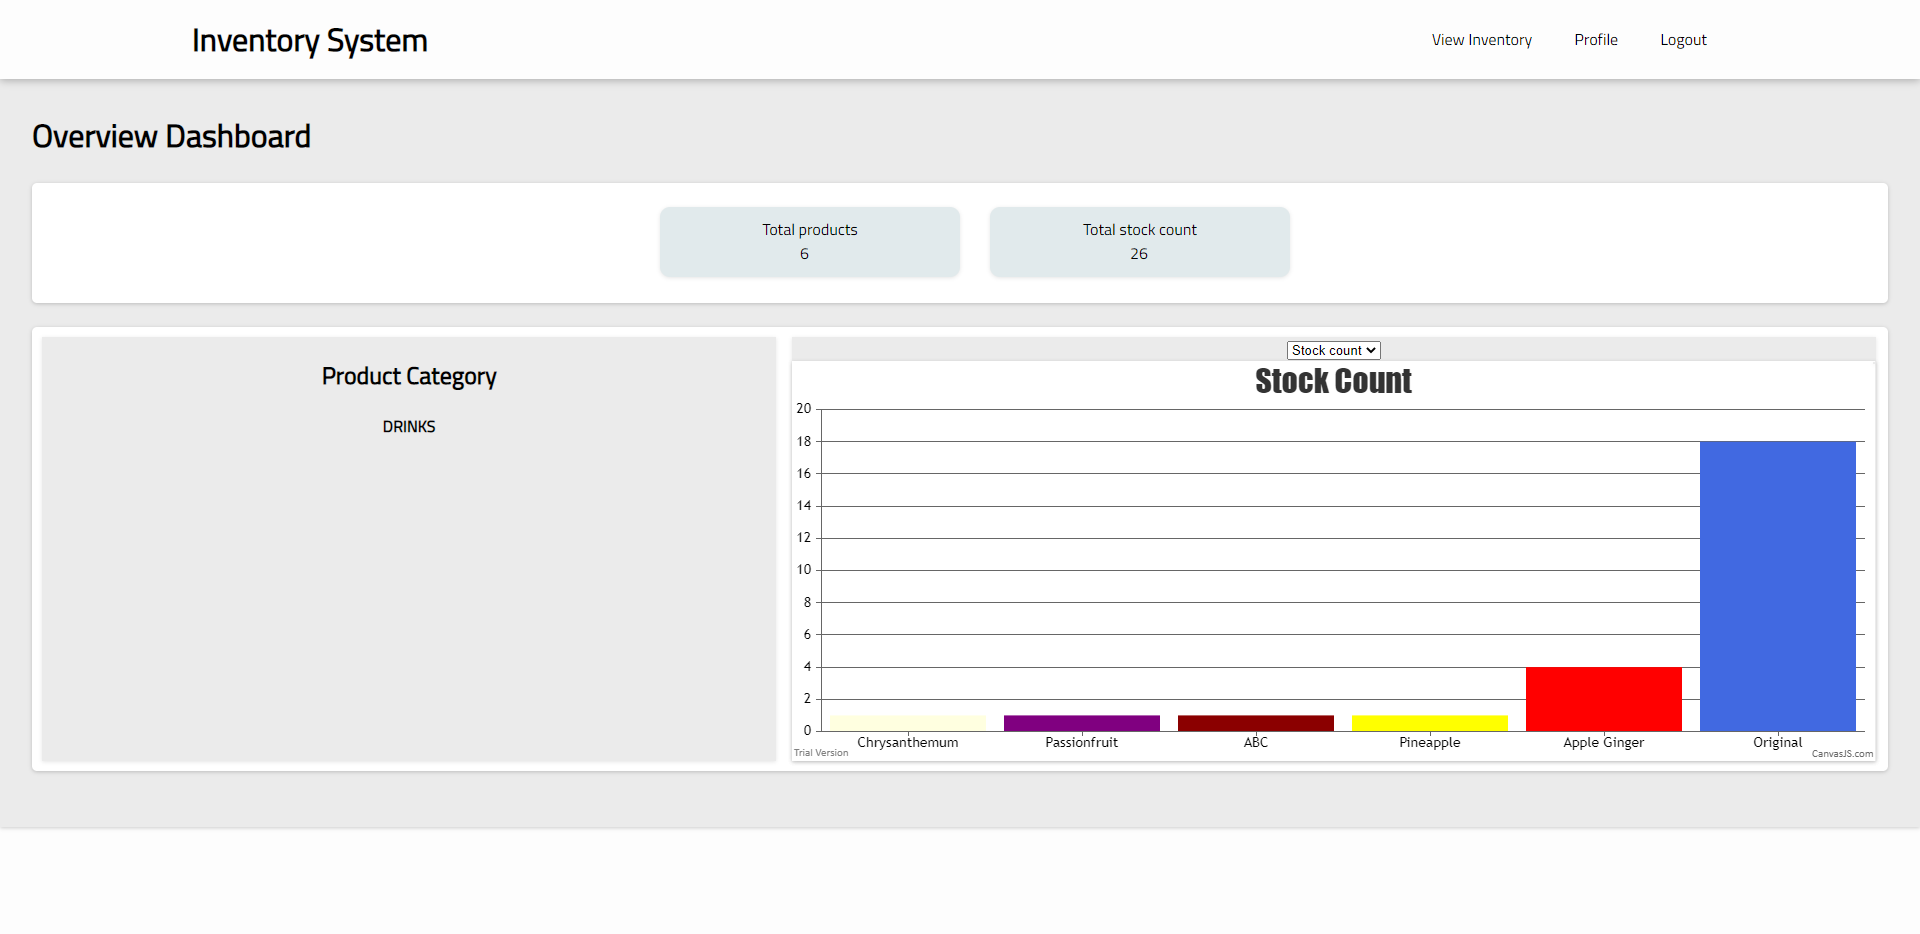 Inventory System
View Inventory Profile Logout
Overview Dashboard
Total products
6
Total stock count
26
Product Category
DRINKS
Stock count
Stock Count
20
18
16
14
12
10
8
6
4
2
0
Chrysanthemum Passionfruit ABC Pineapple Apple Ginger Original
Trial Version
CanvasJS.com